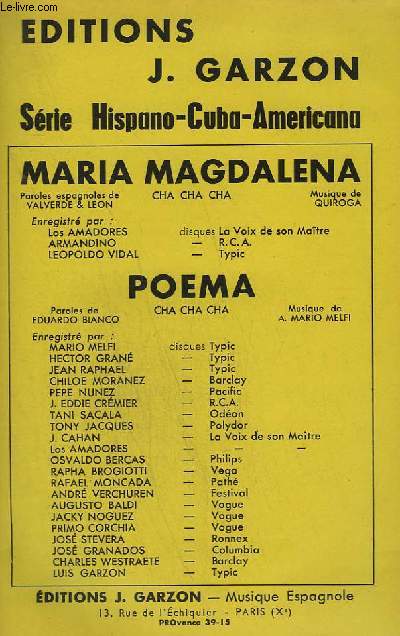 Le-livre.com
EDITIONS
J. GARZON
Série Hispano-Cuba-Americana
MARIA MAGDALENA
Paroles espagnoles de CHA CHA CHA Musique de
VALVERDE & LEON QUIROGA
Enregistré par :
Los AMADORES disques La Voix de son Maître
ARMANDINO — R.C.A.
LEOPOLDO VIDAL — Typic
POEMA
Paroles de CHA CHA CHA Musique de
EDUARDO BIANCO A. MARIO MELFI
Enregistré par :
MARIO MELFI disques Typic
HECTOR GRANÉ — Typic
JEAN RAPHAEL — Typic
CHILOE MORANEZ — Barclay
PEPE NUNEZ — Pacific
J. EDDIE CRÉMIER — R.C.A.
TANI SACALA — Odéon
TONY JACQUES — Polydor
J. CAHAN — La Voix de son Maître
Los AMADORES — — —
OSVALDO BERCAS — Philips
RAPHA BROGIOTTI — Vega
RAFAEL MONCADA — Pathé
ANDRÉ VERCHUREN — Festival
AUGUSTO BALDI — Vogue
JACKY NOGUEZ — Vogue
PRIMO CORCHIA — Vogue
JOSÉ STEVERA — Ronnex
JOSÉ GRANADOS — Columbia
CHARLES WESTRAETE — Barclay
LUIS GARZON — Typic
ÉDITIONS J. GARZON — Musique Espagnole
13, Rue de l'Échiquier - PARIS (Xe)
PROvence 39-15